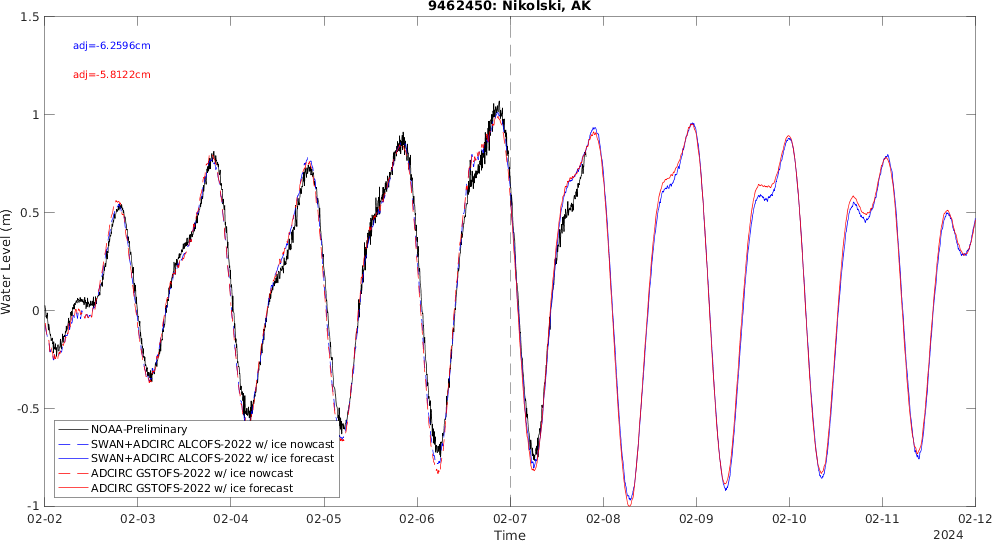 9462450: Nikolski, AK
adj=-6.2596cm
adj=-5.8122cm
1.5
1
0.5
0
-0.5
-1
Water Level (m)
NOAA-Preliminary
SWAN+ADCIRC ALCOFS-2022 w/ ice nowcast
SWAN+ADCIRC ALCOFS-2022 w/ ice forecast
ADCIRC GSTOFS-2022 w/ ice nowcast
ADCIRC GSTOFS-2022 w/ ice forecast
02-02 02-03 02-04 02-05 02-06 02-07 02-08 02-09 02-10 02-11 02-12
Time
2024